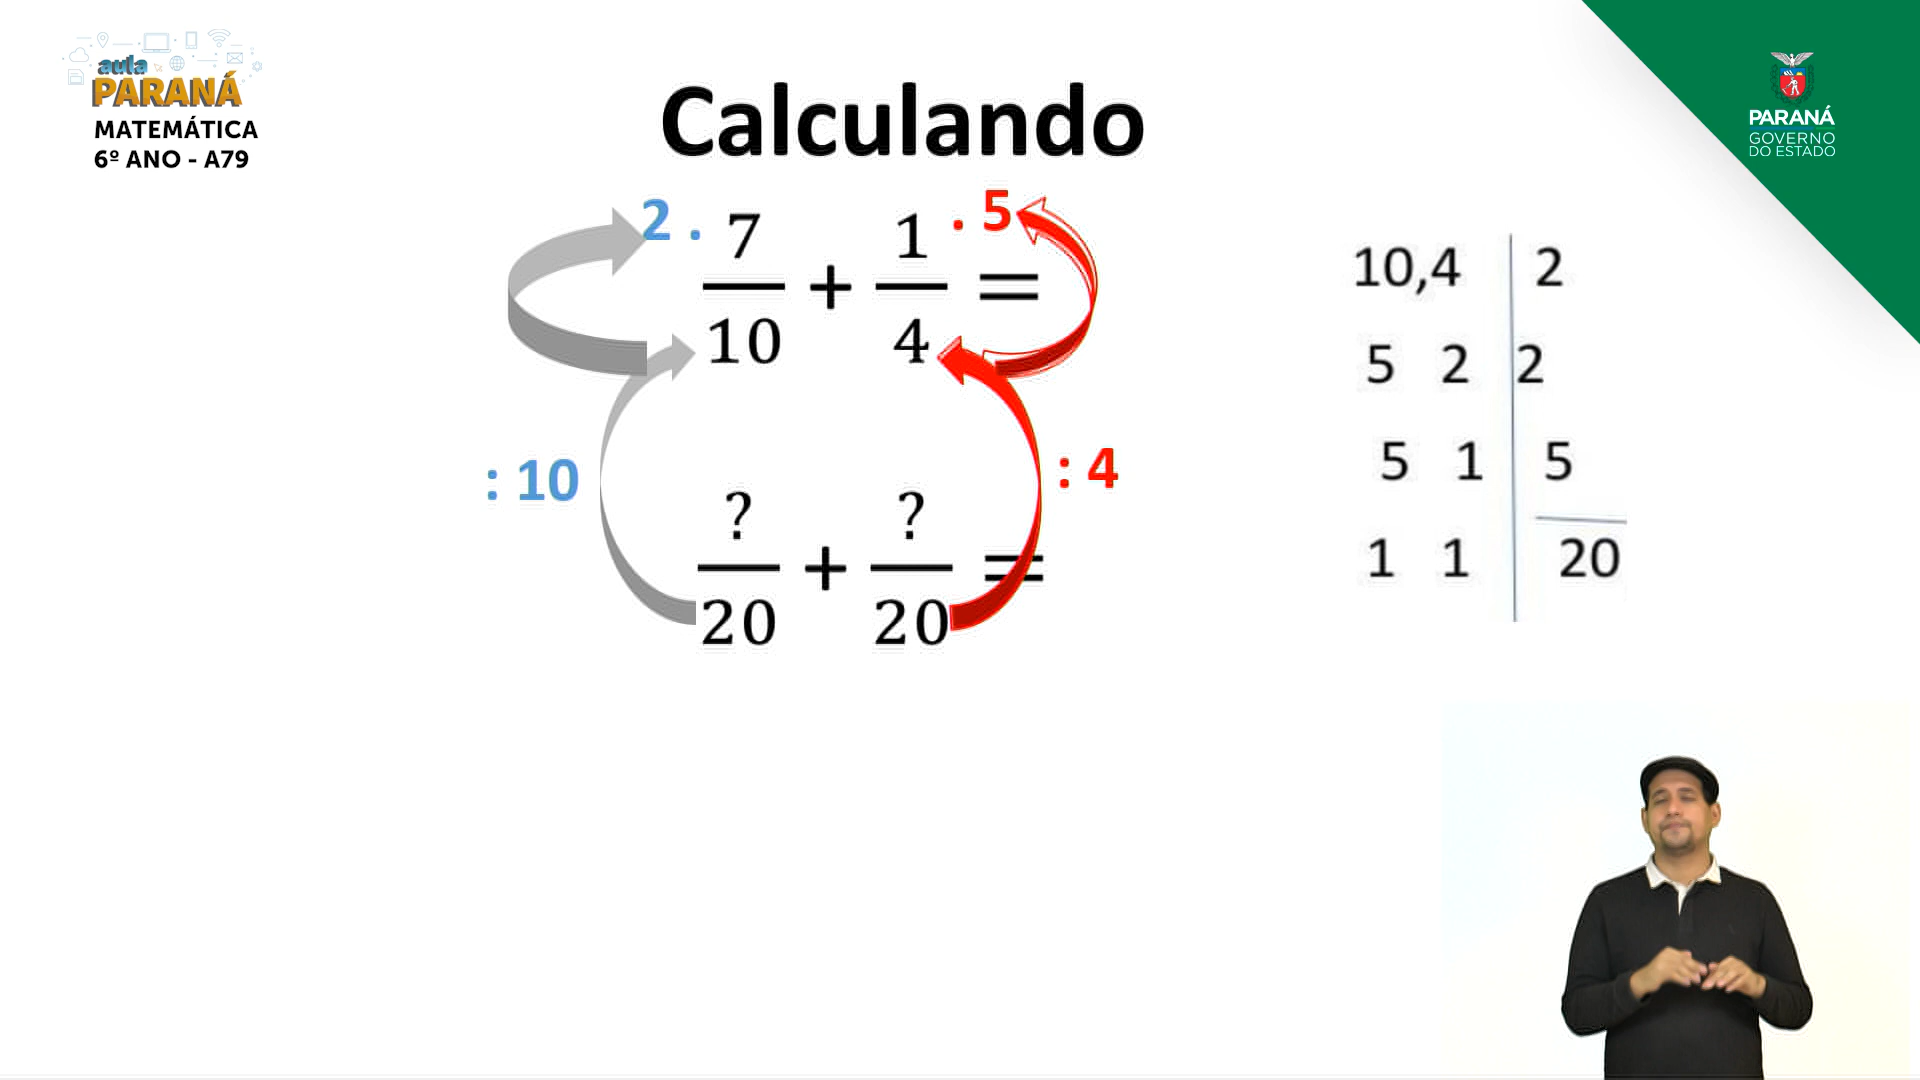 aula
PARANÁ
MATEMÁTICA
6º ANO - A79
PARANÁ
GOVERNO
DO ESTADO
Calculando
2 . 7/10 + 1/4 . 5 =
: 10
: 4
?/20 + ?/20 =
10,4 | 2
5 2 | 2
5 1 | 5
1 1 | 20